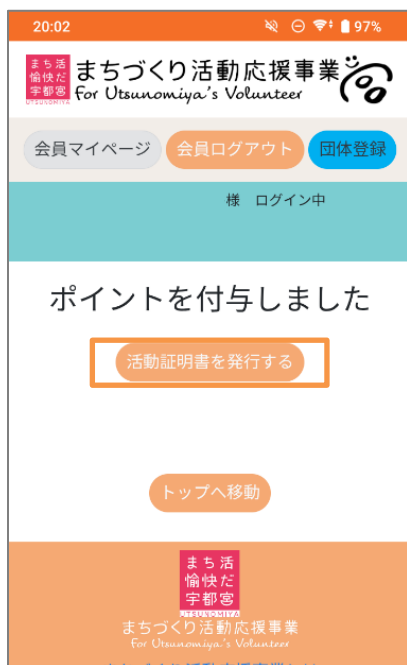 20:02
97%
まち活
愉快だ
宇都宮
UTSUNOMIYA
まちづくり活動応援事業
For Utsunomiya's Volunteer
会員マイページ
会員ログアウト
団体登録
様 ログイン中
ポイントを付与しました
活動証明書を発行する
トップへ移動
まち活
愉快だ
宇都宮
UTSUNOMIYA
まちづくり活動応援事業
For Utsunomiya's Volunteer